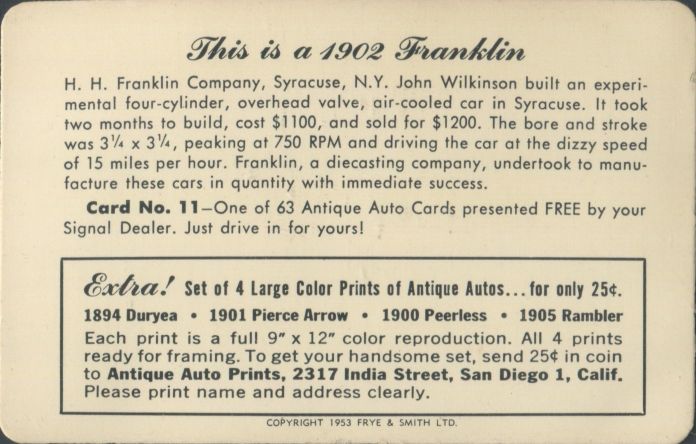 This is a 1902 Franklin
H. H. Franklin Company, Syracuse, N.Y. John Wilkinson built an experi-
mental four-cylinder, overhead valve, air-cooled car in Syracuse. It took
two months to build, cost $1100, and sold for $1200. The bore and stroke
was 3¼ x 3¼, peaking at 750 RPM and driving the car at the dizzy speed
of 15 miles per hour. Franklin, a diecasting company, undertook to manu-
facture these cars in quantity with immediate success.
Card No. 11—One of 63 Antique Auto Cards presented FREE by your
Signal Dealer. Just drive in for yours!
Extra! Set of 4 Large Color Prints of Antique Autos...for only 25¢.
1894 Duryea • 1901 Pierce Arrow • 1900 Peerless • 1905 Rambler
Each print is a full 9″ x 12″ color reproduction. All 4 prints
ready for framing. To get your handsome set, send 25¢ in coin
to Antique Auto Prints, 2317 India Street, San Diego 1, Calif.
Please print name and address clearly.
COPYRIGHT 1953 FRYE & SMITH LTD.